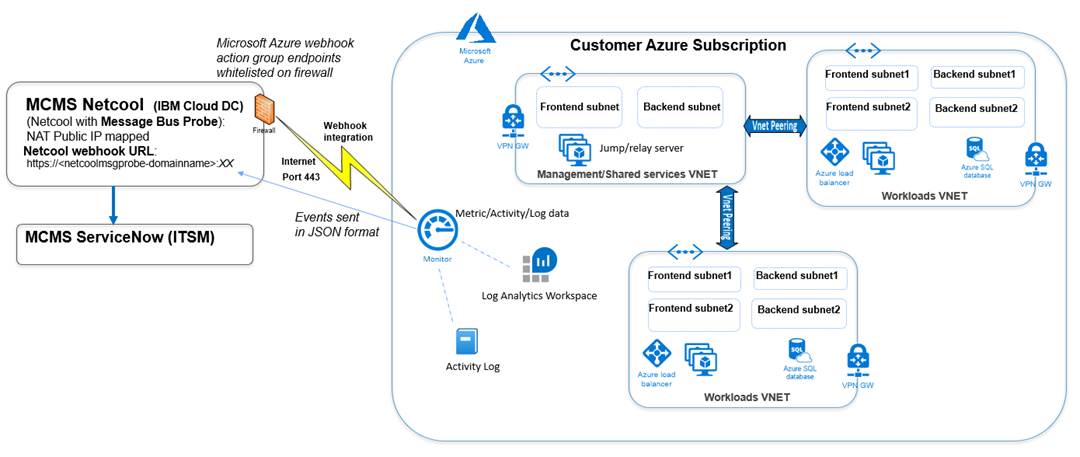 Microsoft Azure webhook
action group endpoints
whitelisted on firewall
MCMS Netcool (IBM Cloud DC)
(Netcool with Message Bus Probe):
NAT Public IP mapped
Netcool webhook URL:
https://<netcoolmsgprobe-domainname>:XX
Firewall
Webhook
integration
Internet
Port 443
Events sent
in JSON format
MCMS ServiceNow (ITSM)
Microsoft
Azure
Customer Azure Subscription
Metric/Activity/Log data
Monitor
Log Analytics Workspace
Activity Log
Frontend subnet
Backend subnet
VPN GW
Jump/relay server
Management/Shared services VNET
Vnet Peering
Frontend subnet1
Backend subnet1
Frontend subnet2
Backend subnet2
Azure load
balancer
SQL
Azure SQL
database
VPN GW
Workloads VNET
Vnet Peering
Frontend subnet1
Backend subnet1
Frontend subnet2
Backend subnet2
Azure load
balancer
SQL
Azure SQL
database
VPN GW
Workloads VNET